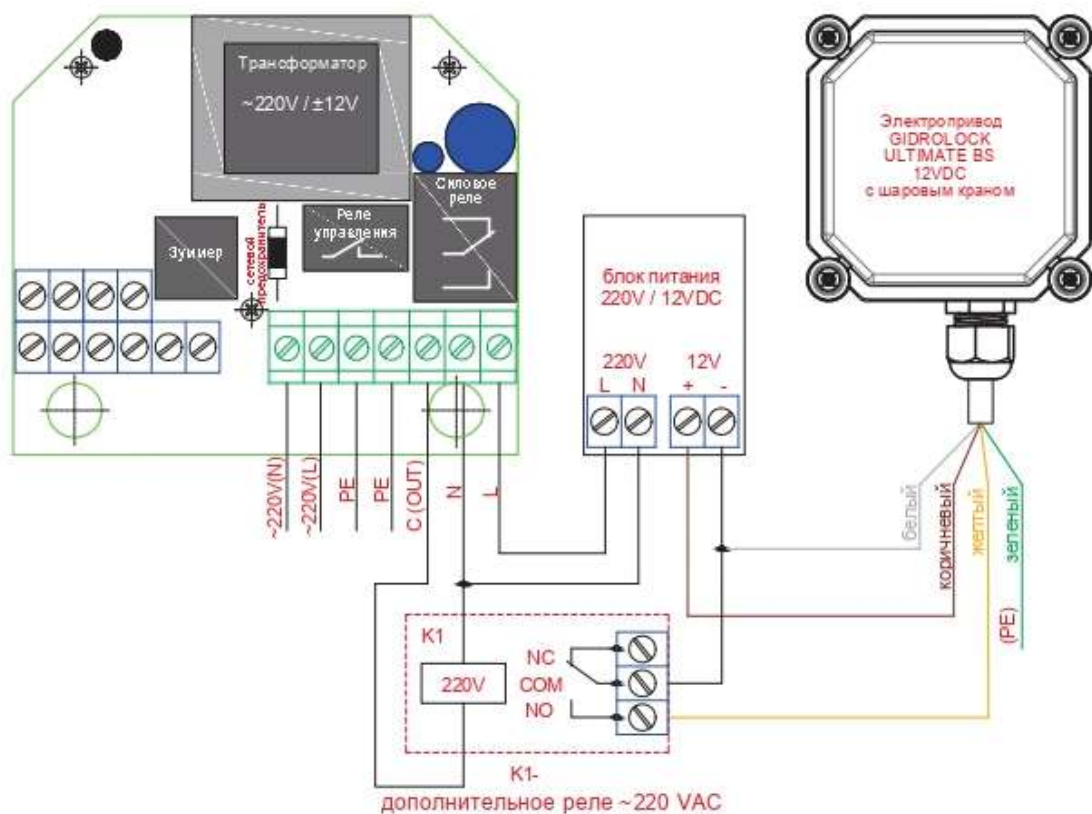 Трансформатор
~220V / ±12V
Силовое
реле
Реле
управления
Зуммер
сетевой
предохранитель
Электропривод
GIDROLOCK
ULTIMATE BS
12VDC
с шаровым краном
блок питания
220V / 12VDC
220V 12V
L N + -
~220V(N)
~220V(L)
PE
PE
C (OUT)
N
L
белый
коричневый
желтый
зеленый
(PE)
K1
220V
NC
COM
NO
K1-
дополнительное реле ~220 VAC